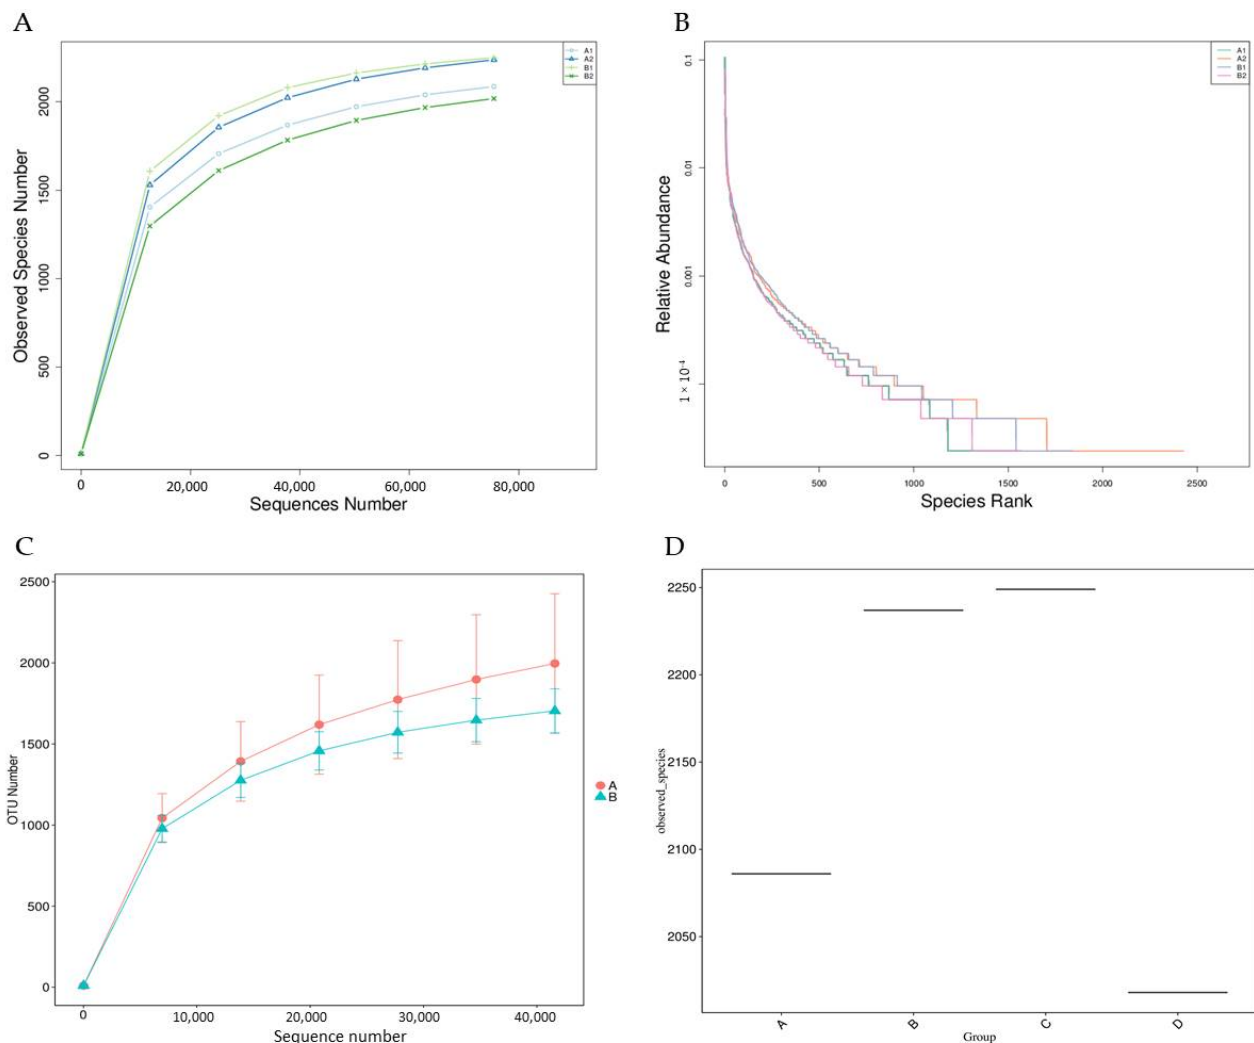 A
Observed Species Number
2000
1500
1000
500
0
0 20,000 40,000 60,000 80,000
Sequences Number
A1
A2
B1
B2
B
Relative Abundance
0.1
0.01
0.001
1 × 10⁻⁴
0 500 1000 1500 2000 2500
Species Rank
A1
A2
B1
B2
C
OTU Number
2500
2000
1500
1000
500
0
0 10,000 20,000 30,000 40,000
Sequence number
A
B
D
observed_species
2250
2200
2150
2100
2050
A B C D
Group